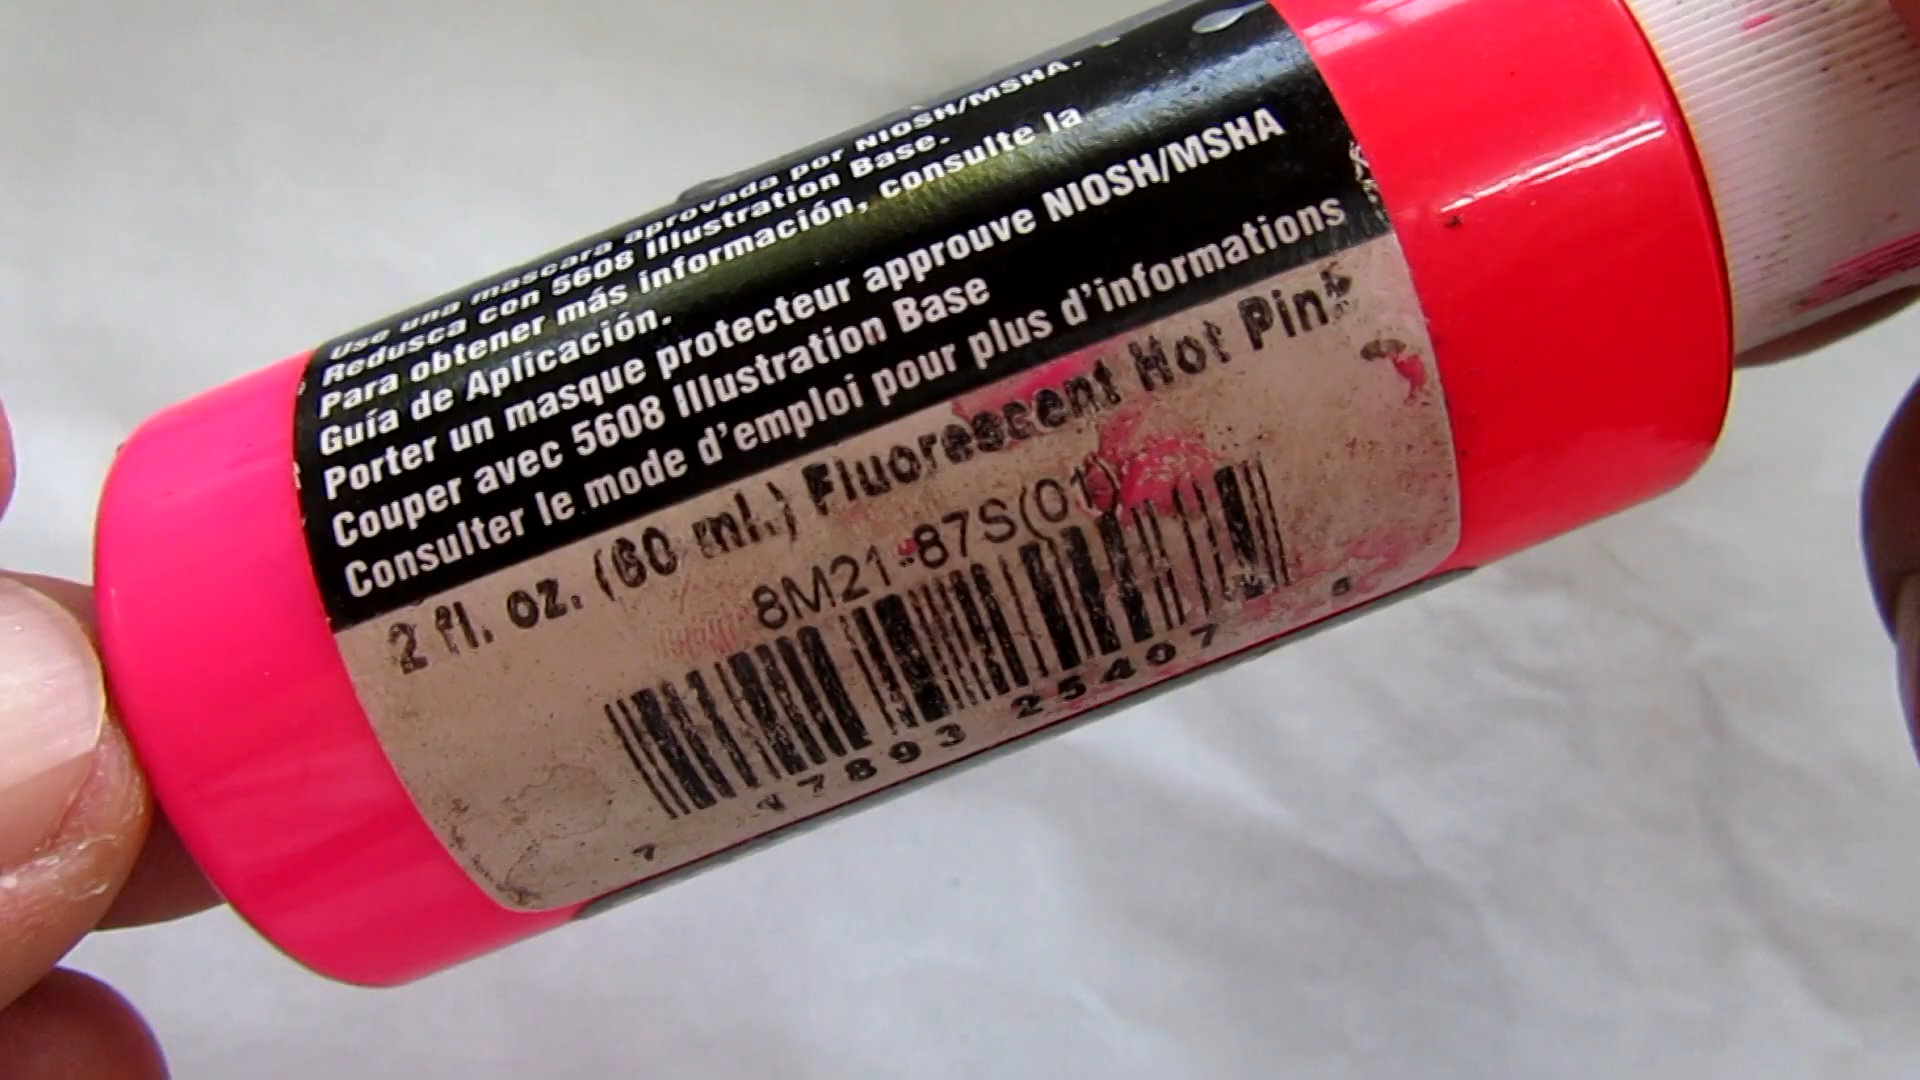 Use una mascara aprovada por NIOSH/MSHA.
Redusca con 5608 Illustration Base.
Para obtener más información, consulte la
Guía de Aplicación.
Porter un masque protecteur approuve NIOSH/MSHA
Couper avec 5608 Illustration Base
Consulter le mode d'emploi pour plus d'informations
2 fl. oz. (60 ml.) Fluorescent Hot Pink
8M21-87S(01)
7 17893 25407 8